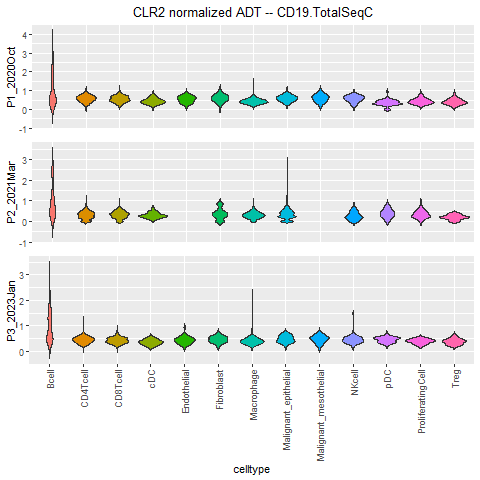 CLR2 normalized ADT -- CD19.TotalSeqC
P1_2020Oct
4
3
2
1
0
-1
P2_2021Mar
3
2
1
0
-1
P3_2023Jan
3
2
1
0
Bcell
CD4Tcell
CD8Tcell
cDC
Endothelial
Fibroblast
Macrophage
Malignant_epithelial
Malignant_mesothelial
NKcell
pDC
ProliferatingCell
Treg
celltype